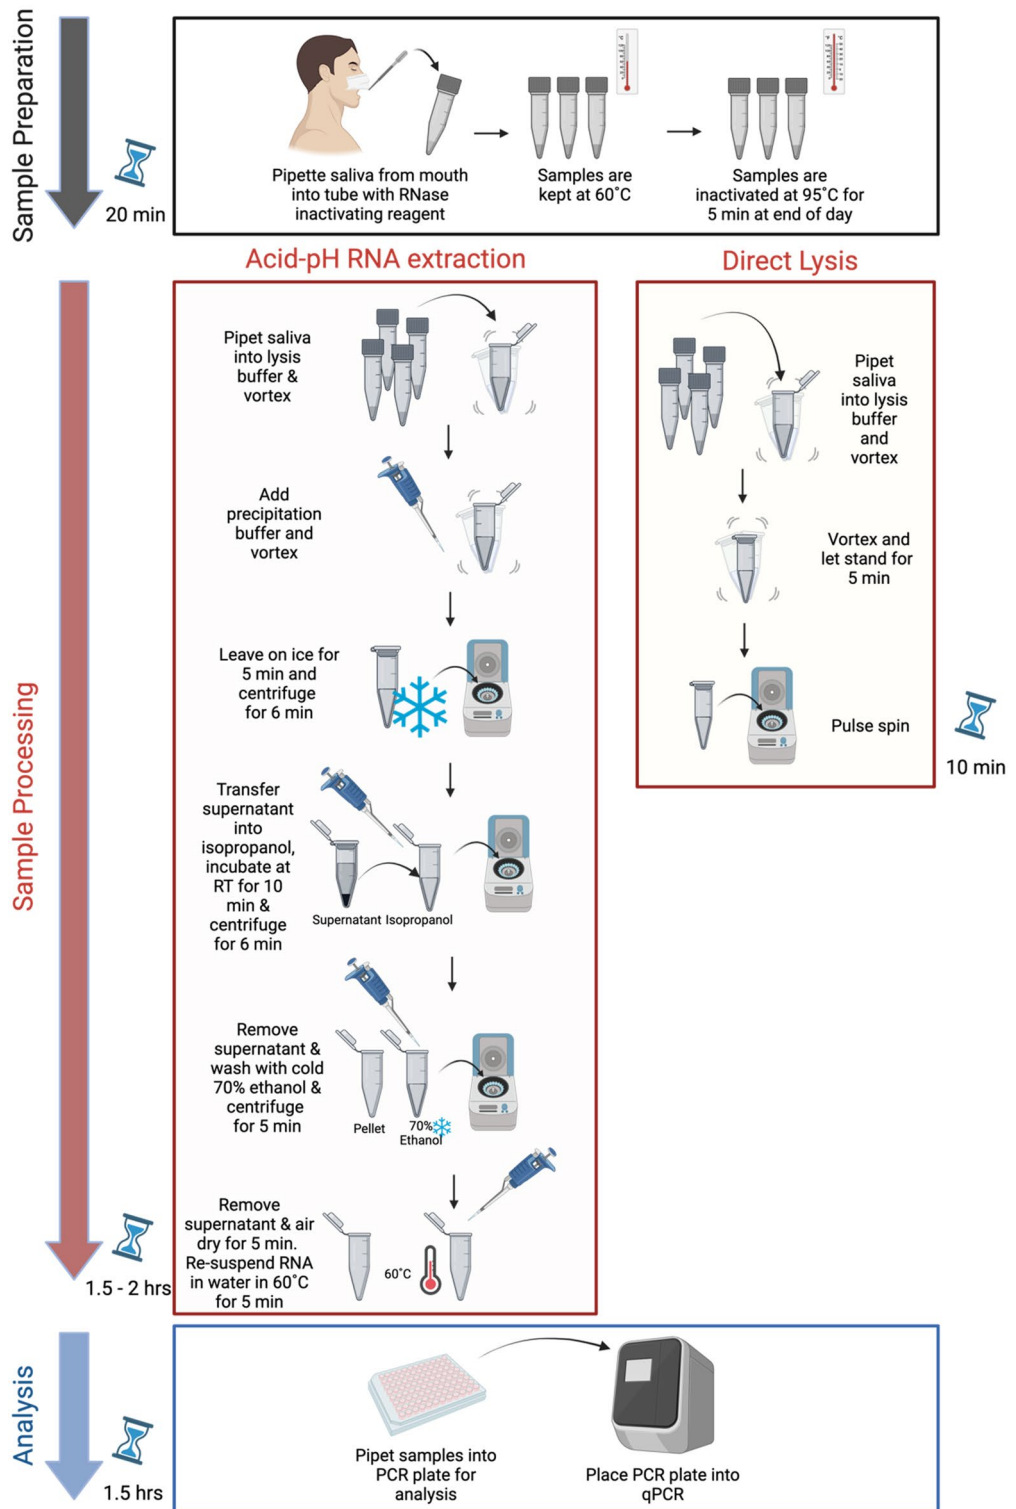 Sample Preparation
20 min
Pipette saliva from mouth
into tube with RNase
inactivating reagent
Samples are
kept at 60˚C
Samples are
inactivated at 95˚C for
5 min at end of day
Acid-pH RNA extraction
Direct Lysis
Sample Processing
Pipet saliva
into lysis
buffer &
vortex
Add
precipitation
buffer and
vortex
Leave on ice for
5 min and
centrifuge
for 6 min
Transfer
supernatant
into
isopropanol,
incubate at
RT for 10
min &
centrifuge
for 6 min
Supernatant
Isopropanol
Remove
supernatant &
wash with cold
70% ethanol &
centrifuge
for 5 min
Pellet
70%
Ethanol
Remove
supernatant & air
dry for 5 min.
Re-suspend RNA
in water in 60˚C
for 5 min
60˚C
1.5 - 2 hrs
Pipet
saliva
into lysis
buffer
and
vortex
Vortex and
let stand for
5 min
Pulse spin
10 min
Analysis
1.5 hrs
Pipet samples into
PCR plate for
analysis
Place PCR plate into
qPCR